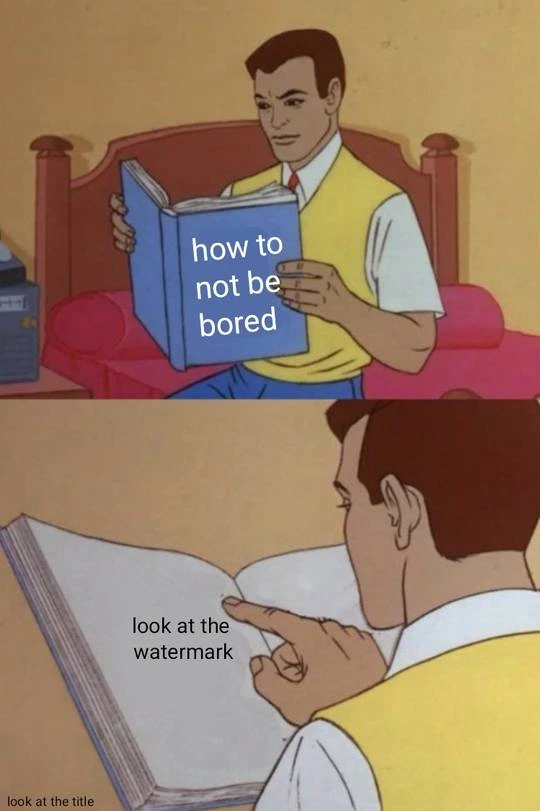 how to
not be
bored
look at the
watermark
look at the title